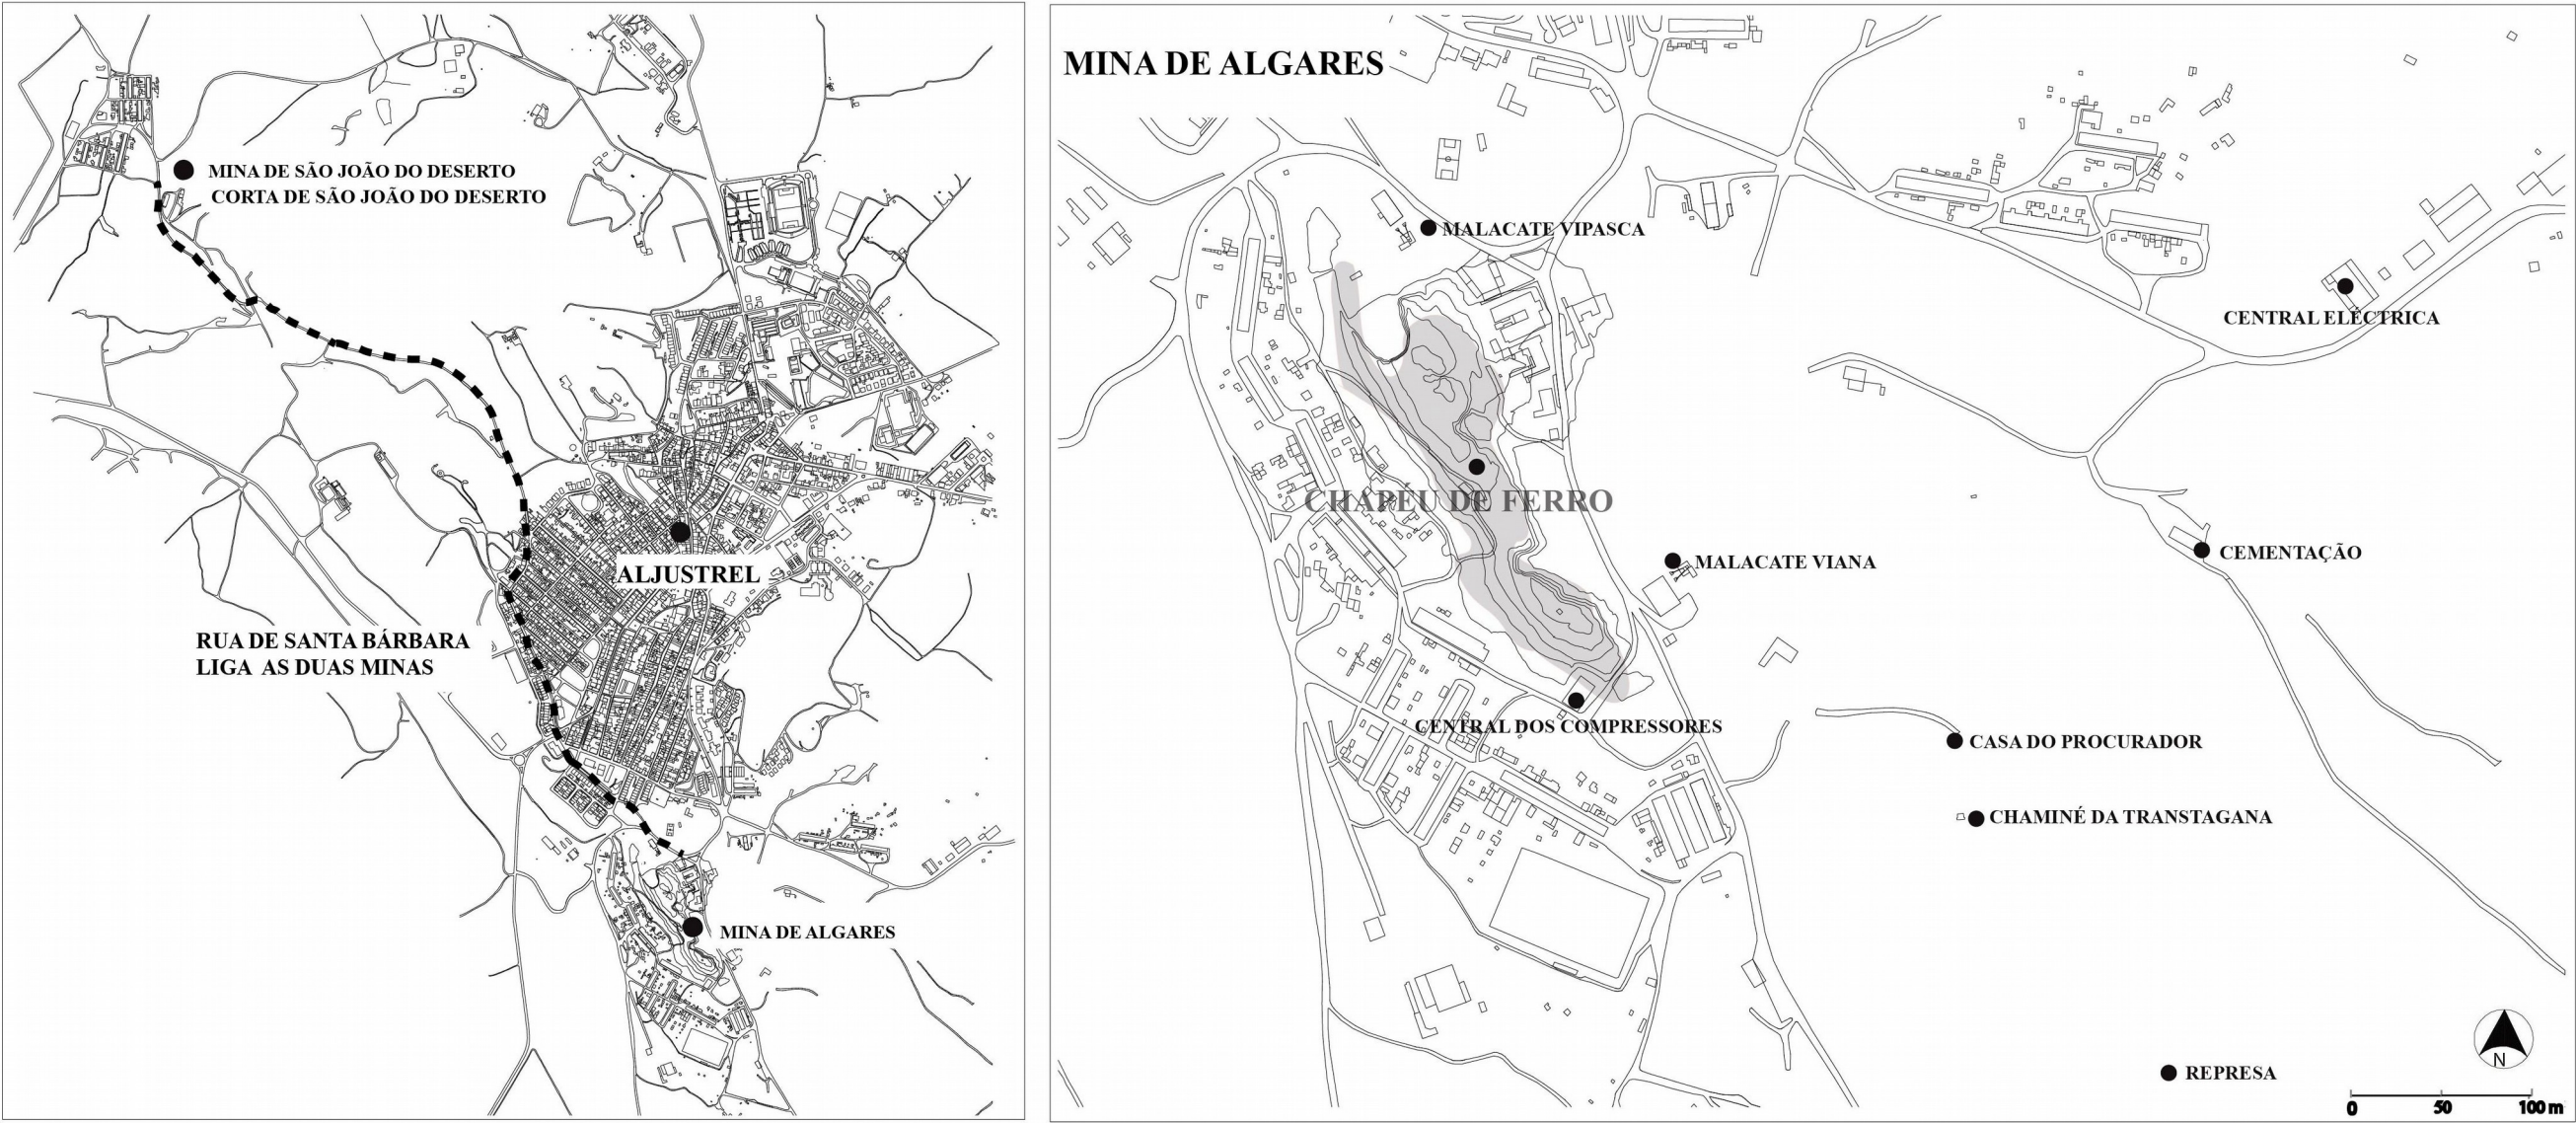 MINA DE SÃO JOÃO DO DESERTO
CORTA DE SÃO JOÃO DO DESERTO
ALJUSTREL
RUA DE SANTA BÁRBARA
LIGA AS DUAS MINAS
MINA DE ALGARES
MINA DE ALGARES
MALACATE VIPASCA
CENTRAL ELÉCTRICA
CHAPÉU DE FERRO
MALACATE VIANA
CEMENTAÇÃO
CENTRAL DOS COMPRESSORES
CASA DO PROCURADOR
CHAMINÉ DA TRANSTAGANA
N
REPRESA
0 50 100 m